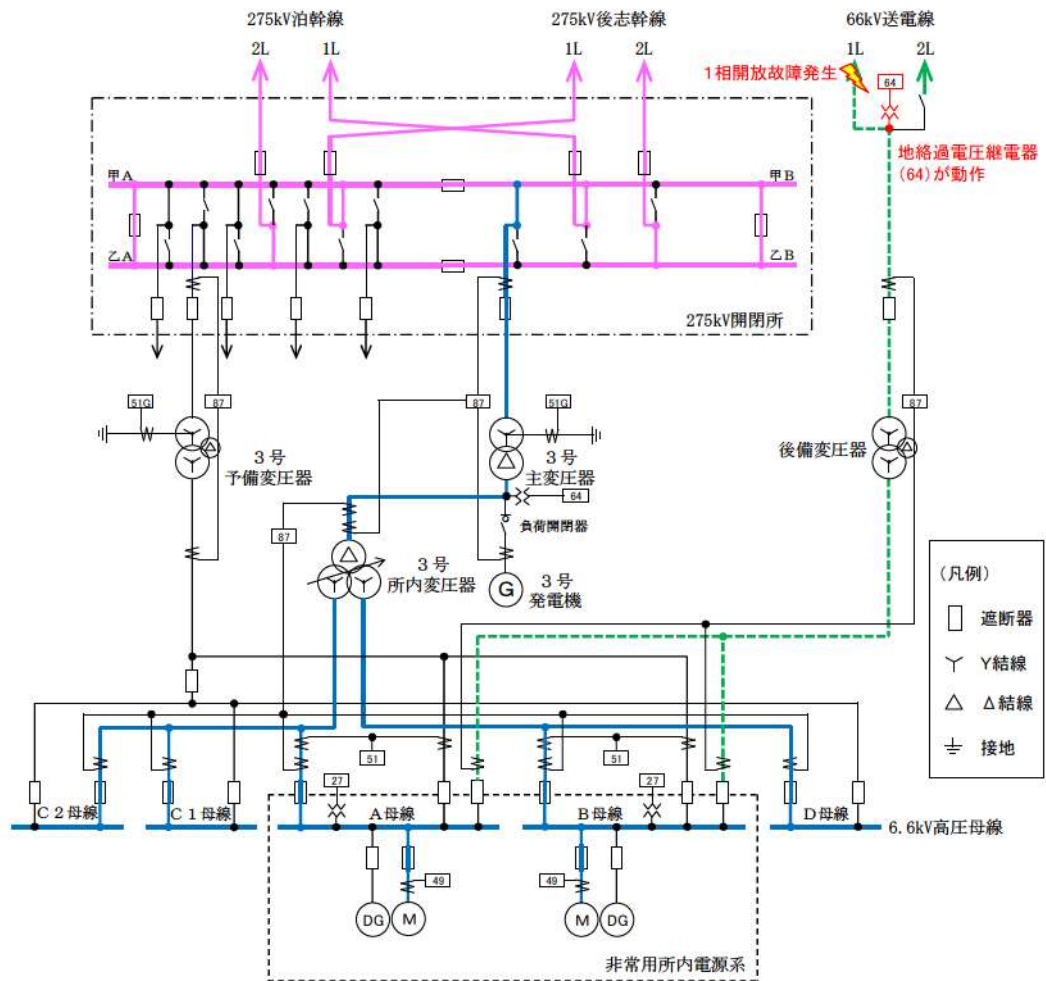 275kV泊幹線
275kV後志幹線
66kV送電線
2L
1L
1L
2L
1L
2L
1相開放故障発生
64
地絡過電圧継電器
(64)が動作
甲A
甲B
乙A
乙B
275kV開閉所
51G
87
87
51G
87
3号
予備変圧器
3号
主変圧器
後備変圧器
64
87
負荷開閉器
3号
所内変圧器
G
3号
発電機
(凡例)
遮断器
Y結線
Δ結線
接地
51
51
27
27
C2母線
C1母線
A母線
B母線
D母線
6.6kV高圧母線
49
49
DG
M
M
DG
非常用所内電源系